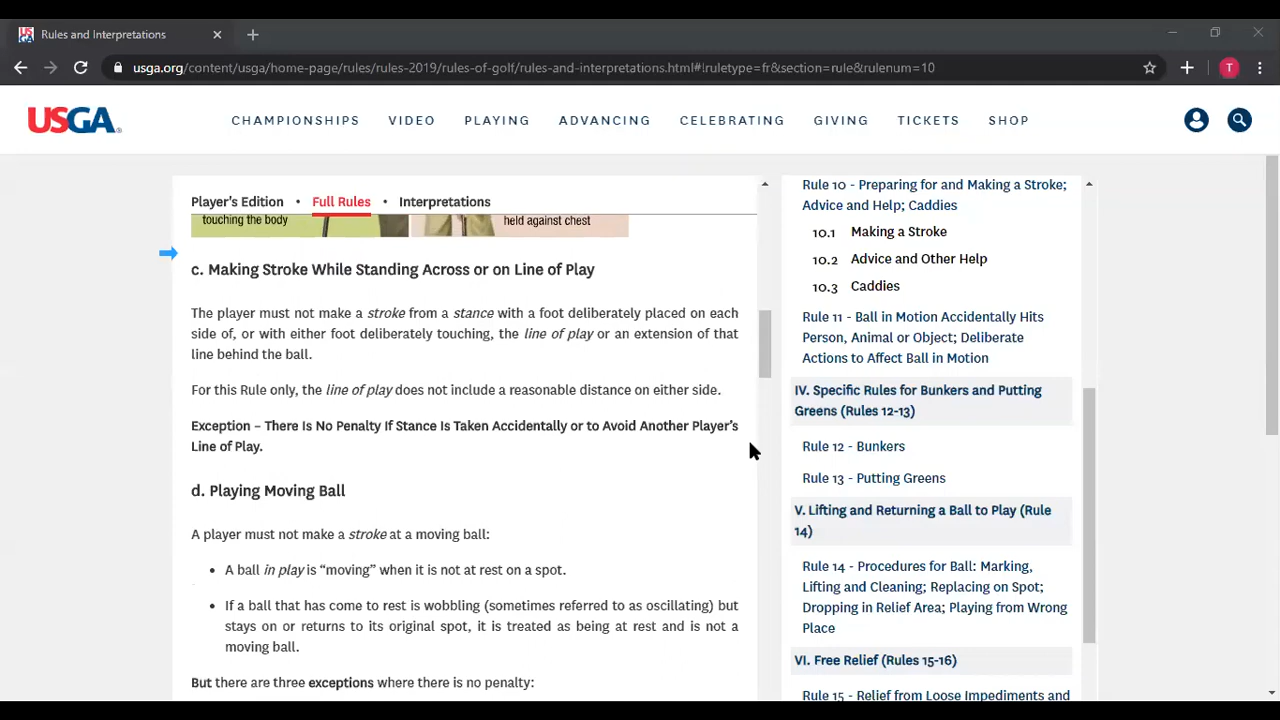 Rules and Interpretations
usga.org/content/usga/home-page/rules/rules-2019/rules-of-golf/rules-and-interpretations.html#!ruletype=fr&section=rule&rulenum=10
T
USGA
CHAMPIONSHIPS VIDEO PLAYING ADVANCING CELEBRATING GIVING TICKETS SHOP
Player's Edition • Full Rules • Interpretations
touching the body
held against chest
c. Making Stroke While Standing Across or on Line of Play
The player must not make a stroke from a stance with a foot deliberately placed on each
side of, or with either foot deliberately touching, the line of play or an extension of that
line behind the ball.
For this Rule only, the line of play does not include a reasonable distance on either side.
Exception – There Is No Penalty If Stance Is Taken Accidentally or to Avoid Another Player's
Line of Play.
d. Playing Moving Ball
A player must not make a stroke at a moving ball:
• A ball in play is “moving” when it is not at rest on a spot.
• If a ball that has come to rest is wobbling (sometimes referred to as oscillating) but
stays on or returns to its original spot, it is treated as being at rest and is not a
moving ball.
But there are three exceptions where there is no penalty:
Rule 10 - Preparing for and Making a Stroke;
Advice and Help; Caddies
10.1 Making a Stroke
10.2 Advice and Other Help
10.3 Caddies
Rule 11 - Ball in Motion Accidentally Hits
Person, Animal or Object; Deliberate
Actions to Affect Ball in Motion
IV. Specific Rules for Bunkers and Putting
Greens (Rules 12-13)
Rule 12 - Bunkers
Rule 13 - Putting Greens
V. Lifting and Returning a Ball to Play (Rule
14)
Rule 14 - Procedures for Ball: Marking,
Lifting and Cleaning; Replacing on Spot;
Dropping in Relief Area; Playing from Wrong
Place
VI. Free Relief (Rules 15-16)
Rule 15 - Relief from Loose Impediments and